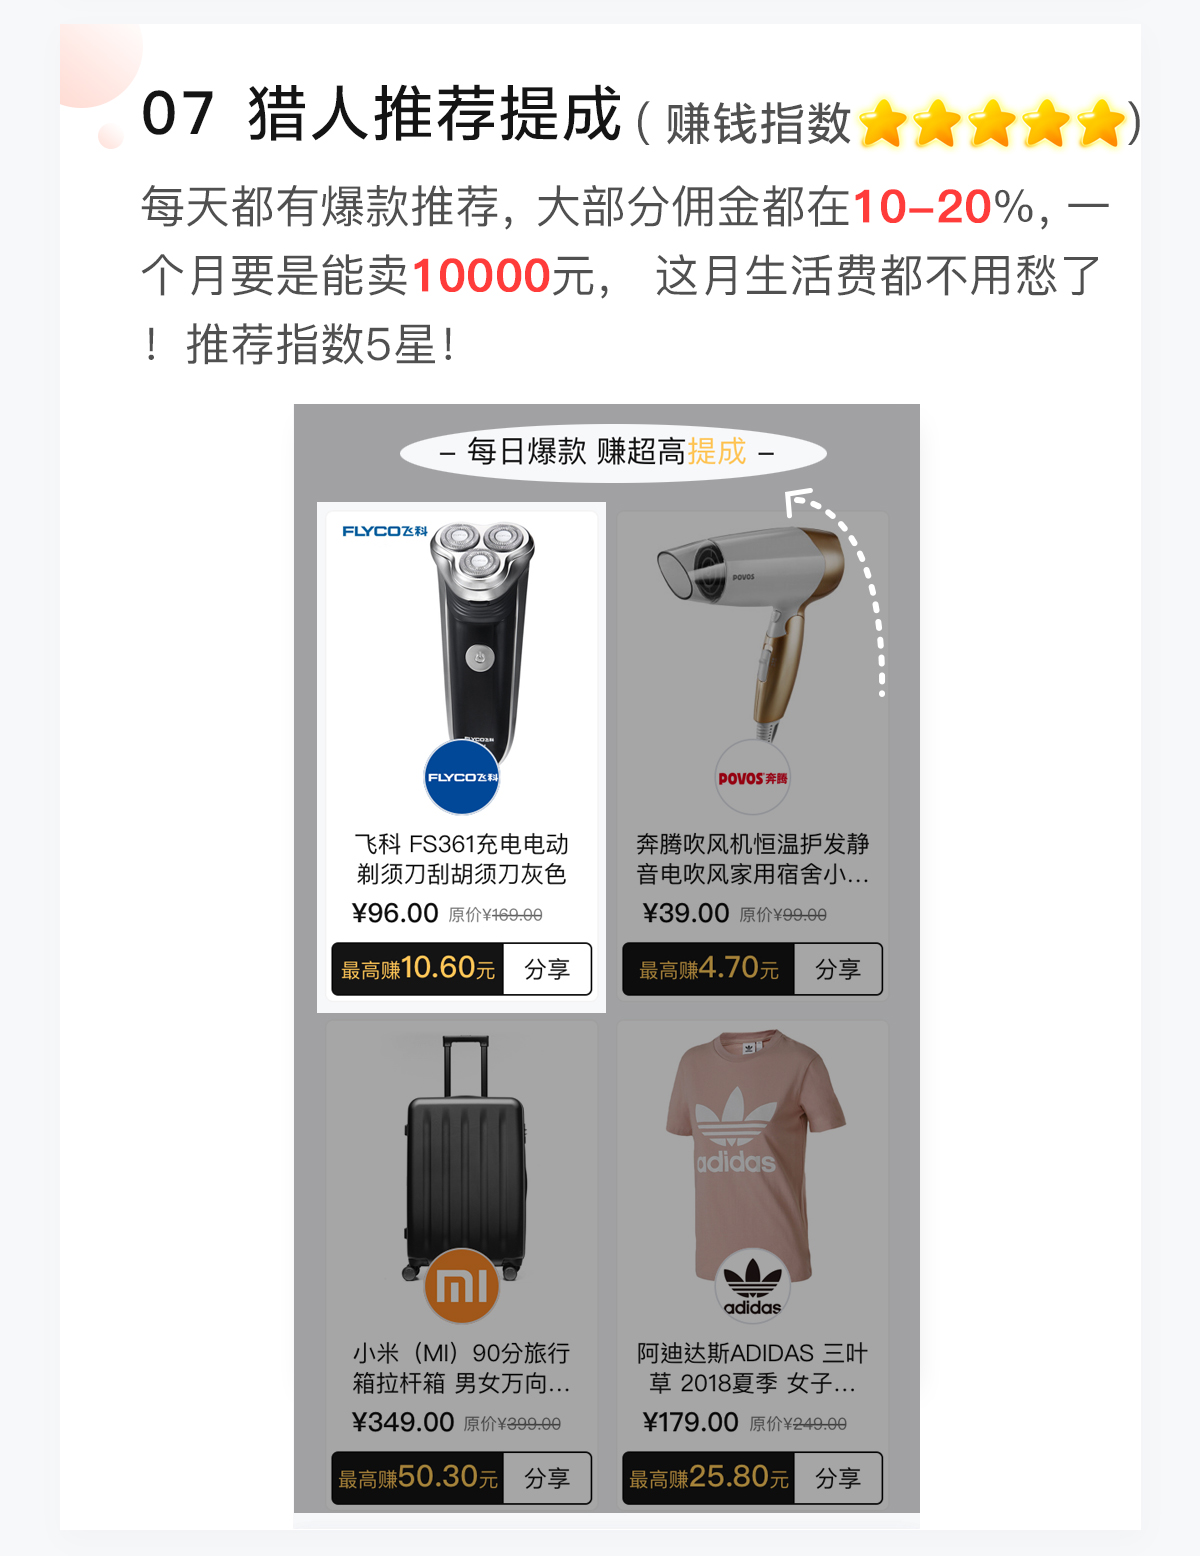 07 猎人推荐提成 ( 赚钱指数⭐⭐⭐⭐⭐)
每天都有爆款推荐, 大部分佣金都在10-20%, 一
个月要是能卖10000元， 这月生活费都不用愁了
！推荐指数5星！
- 每日爆款 赚超高提成 -
FLYCO飞科
POVOS
FLYCO飞科
FLYCO飞科
POVOS奔腾
飞科 FS361充电电动
剃须刀刮胡须刀灰色
¥96.00 原价¥169.00
最高赚10.60元 分享
奔腾吹风机恒温护发静
音电吹风家用宿舍小...
¥39.00 原价¥99.00
最高赚4.70元 分享
adidas
mi
adidas
小米（MI）90分旅行
箱拉杆箱 男女万向...
¥349.00 原价¥399.00
最高赚50.30元 分享
阿迪达斯ADIDAS 三叶
草 2018夏季 女子...
¥179.00 原价¥249.00
最高赚25.80元 分享